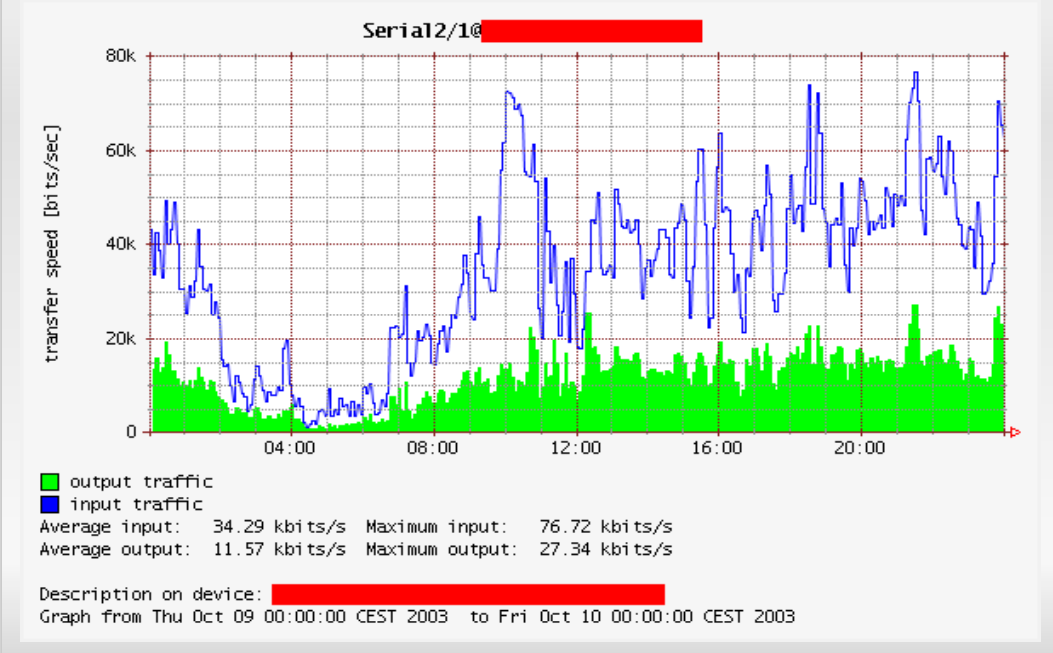 Serial2/1@
80k
60k
40k
20k
0
transfer speed [bits/sec]
04:00 08:00 12:00 16:00 20:00
output traffic
input traffic
Average input: 34.29 kbits/s Maximum input: 76.72 kbits/s
Average output: 11.57 kbits/s Maximum output: 27.34 kbits/s
Description on device:
Graph from Thu Oct 09 00:00:00 CEST 2003 to Fri Oct 10 00:00:00 CEST 2003